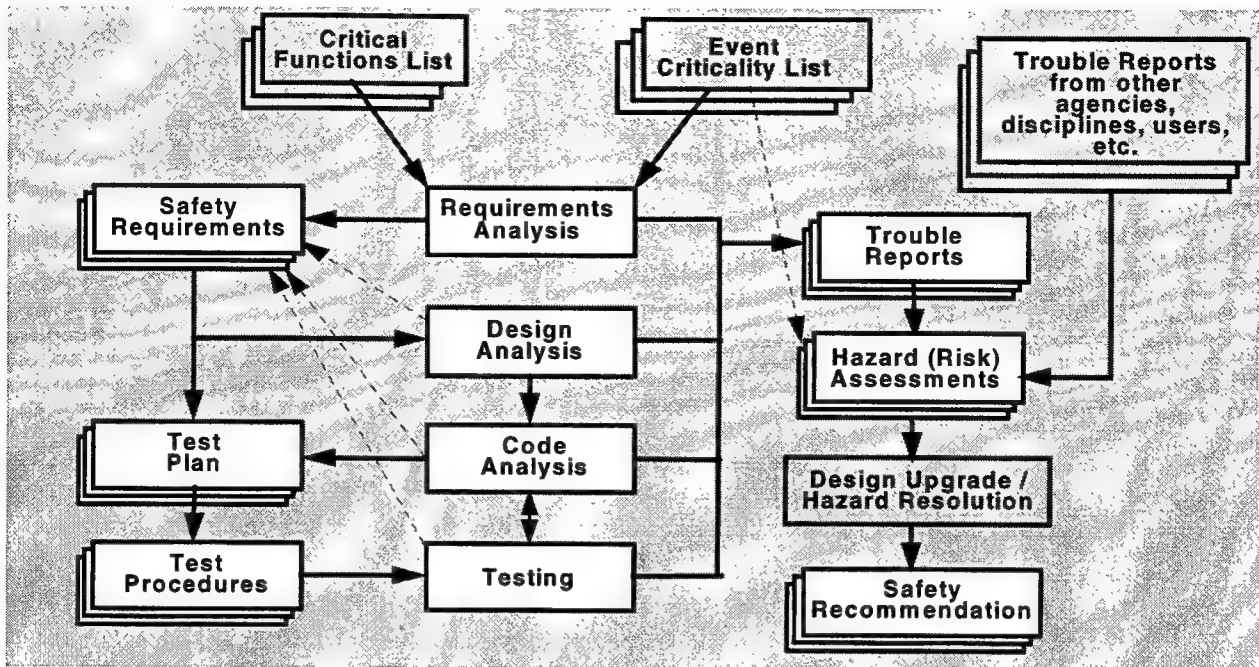 Critical
Functions List
Event
Criticality List
Trouble Reports
from other
agencies,
disciplines, users,
etc.
Safety
Requirements
Requirements
Analysis
Trouble
Reports
Design
Analysis
Hazard (Risk)
Assessments
Test
Plan
Code
Analysis
Design Upgrade /
Hazard Resolution
Test
Procedures
Testing
Safety
Recommendation